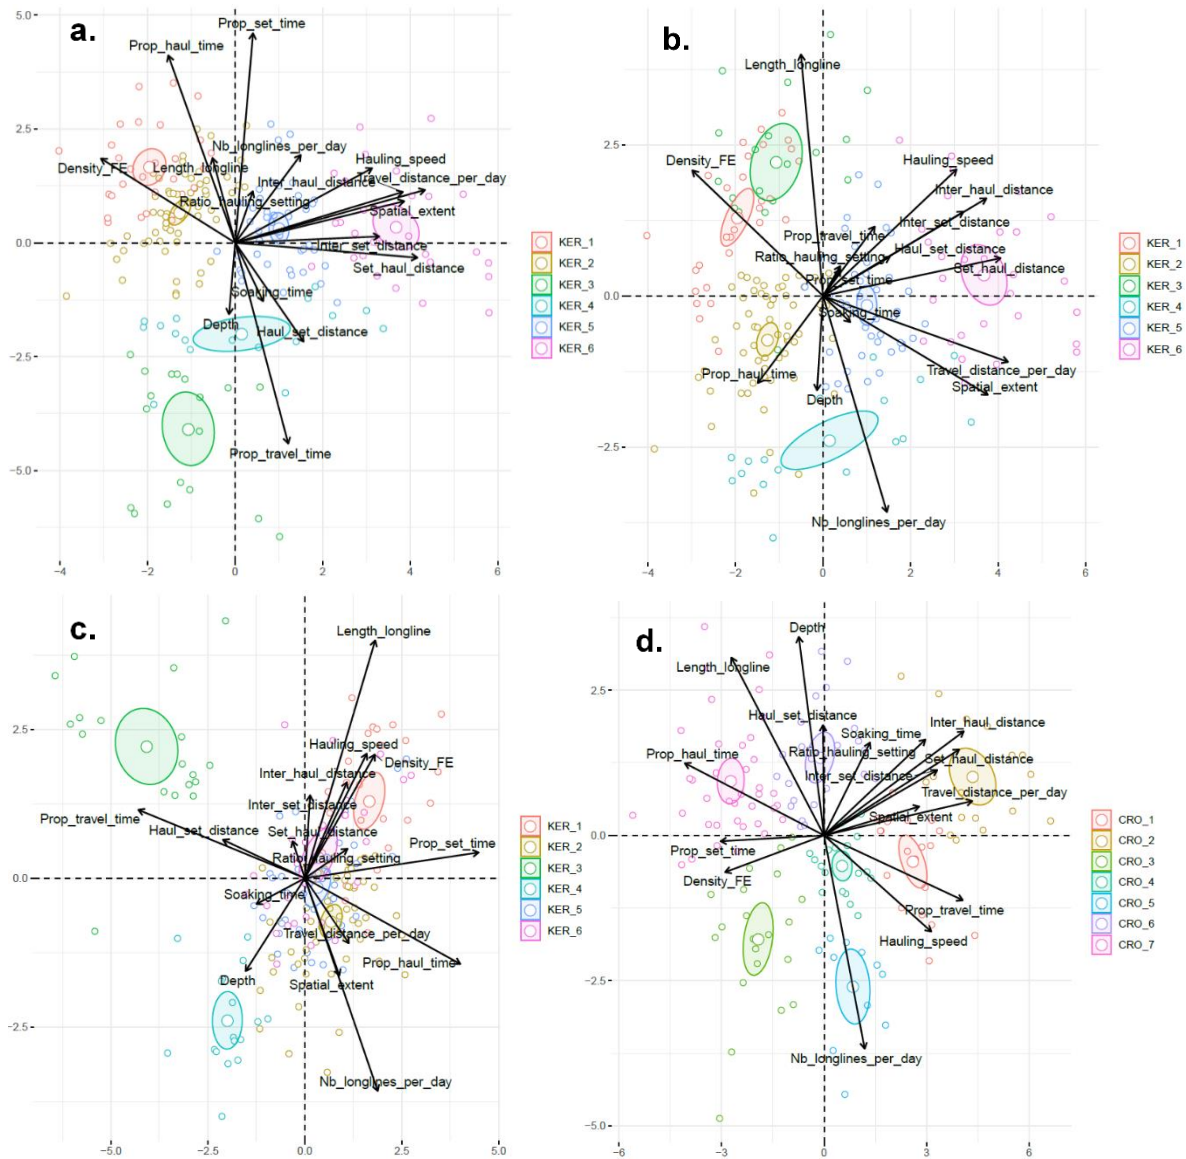 a.
5.0
2.5
0.0
−2.5
−5.0
Prop_set_time
Prop_haul_time
Nb_longlines_per_day
Hauling_speed
Density_FE
Length_longline
Inter_haul_distance
Travel_distance_per_day
Ratio_hauling_setting
Spatial_extent
Inter_set_distance
Set_haul_distance
Soaking_time
Depth
Haul_set_distance
Prop_travel_time
−4
−2
0
2
4
6
KER_1
KER_2
KER_3
KER_4
KER_5
KER_6
b.
2.5
0.0
−2.5
Length_longline
Density_FE
Hauling_speed
Inter_haul_distance
Inter_set_distance
Prop_travel_time
Haul_set_distance
Ratio_hauling_setting
Set_haul_distance
Prop_set_time
Soaking_time
Prop_haul_time
Travel_distance_per_day
Spatial_extent
Depth
Nb_longlines_per_day
−4
−2
0
2
4
6
KER_1
KER_2
KER_3
KER_4
KER_5
KER_6
c.
2.5
0.0
−2.5
Length_longline
Hauling_speed
Density_FE
Inter_haul_distance
Inter_set_distance
Prop_travel_time
Haul_set_distance
Set_haul_distance
Prop_set_time
Ratio_hauling_setting
Soaking_time
Travel_distance_per_day
Prop_haul_time
Depth
Spatial_extent
Nb_longlines_per_day
−5.0
−2.5
0.0
2.5
5.0
KER_1
KER_2
KER_3
KER_4
KER_5
KER_6
d.
2.5
0.0
−2.5
−5.0
Depth
Length_longline
Haul_set_distance
Inter_haul_distance
Soaking_time
Prop_haul_time
Ratio_hauling_setting
Set_haul_distance
Inter_set_distance
Travel_distance_per_day
Spatial_extent
Prop_set_time
Density_FE
Prop_travel_time
Hauling_speed
Nb_longlines_per_day
−6
−3
0
3
6
CRO_1
CRO_2
CRO_3
CRO_4
CRO_5
CRO_6
CRO_7